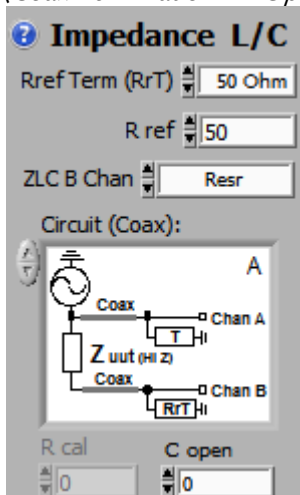 Impedance L/C
Rref Term (RrT) 50 Ohm
R ref 50
ZLC B Chan Resr
Circuit (Coax):
A
Coax
Chan A
T
Z uut (HI Z)
Coax
Chan B
RrT
R cal C open
0 0